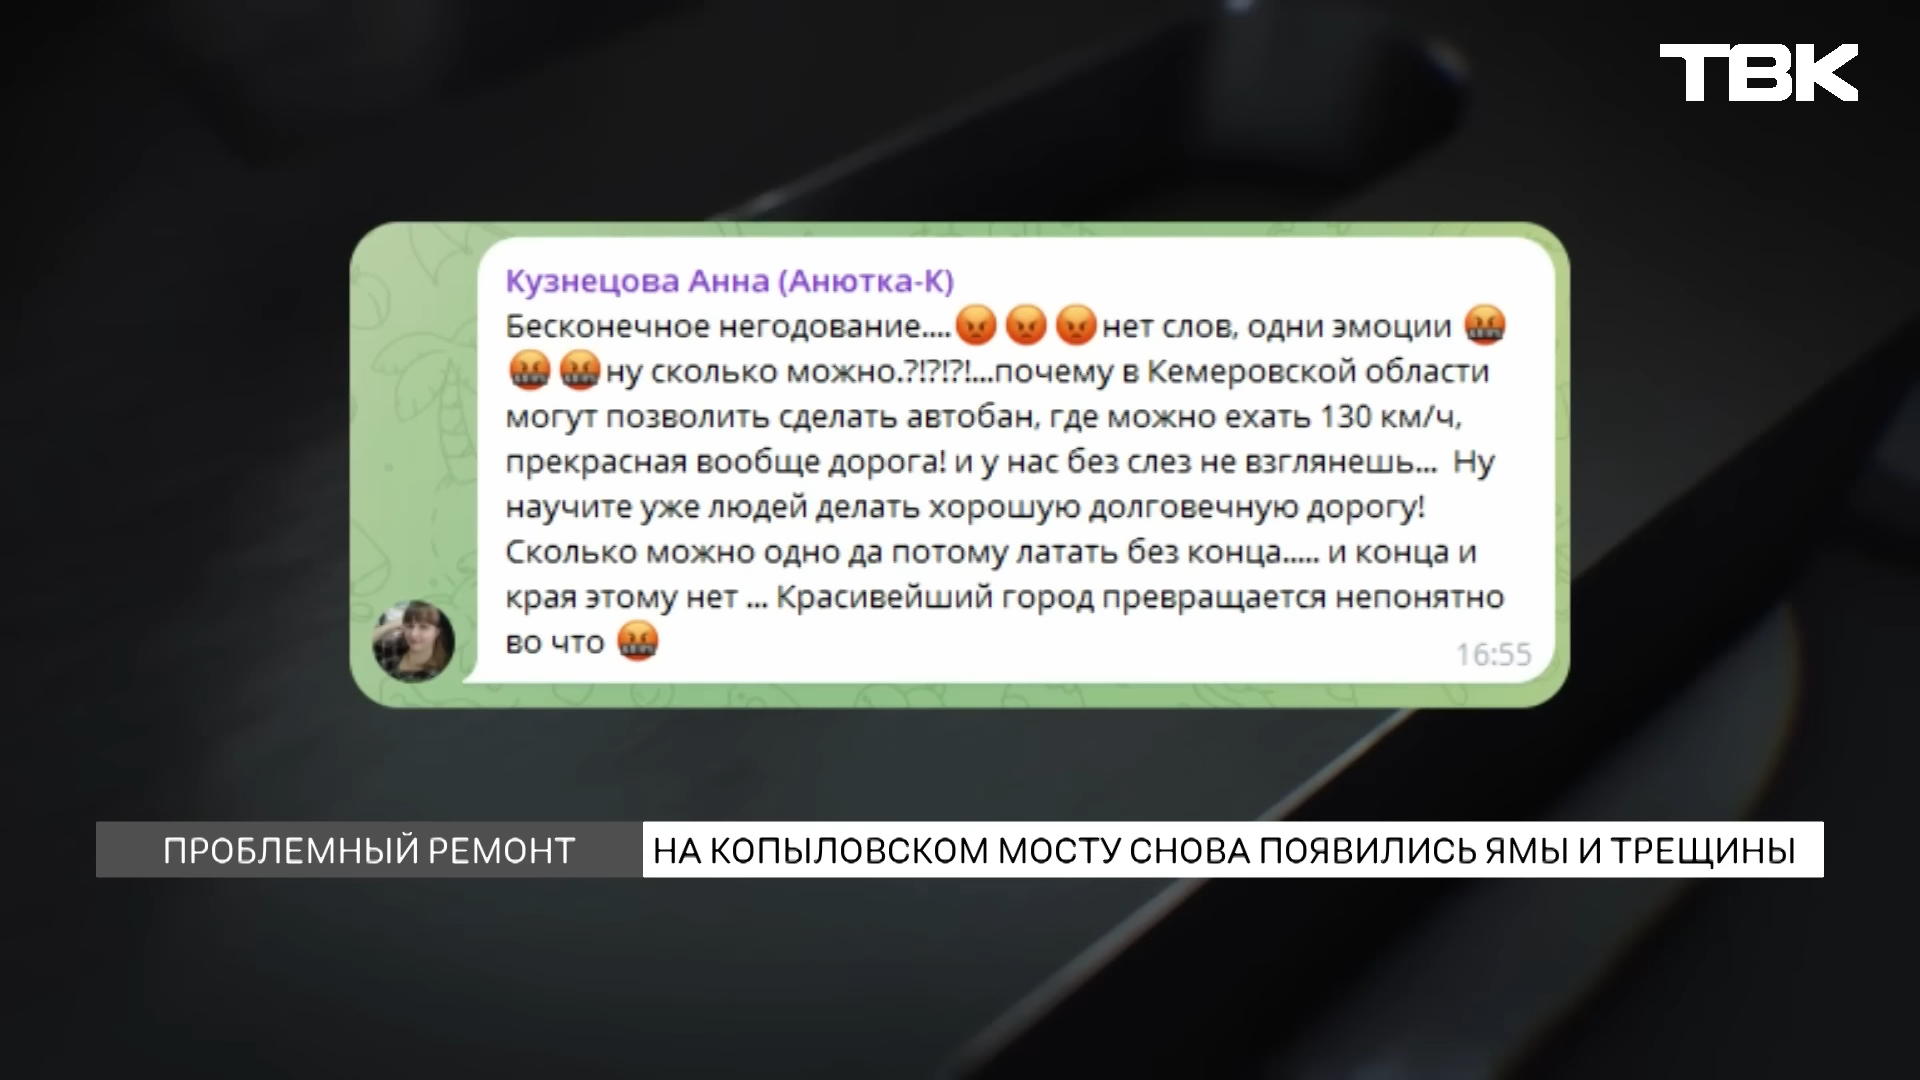 ТВК
Кузнецова Анна (Анютка-К)
Бесконечное негодование....😡😡😡нет слов, одни эмоции 🤬
🤬🤬ну сколько можно.?!?!?!...почему в Кемеровской области
могут позволить сделать автобан, где можно ехать 130 км/ч,
прекрасная вообще дорога! и у нас без слез не взглянешь... Ну
научите уже людей делать хорошую долговечную дорогу!
Сколько можно одно да потому латать без конца..... и конца и
края этому нет ... Красивейший город превращается непонятно
во что 🤬
16:55
ПРОБЛЕМНЫЙ РЕМОНТ
НА КОПЫЛОВСКОМ МОСТУ СНОВА ПОЯВИЛИСЬ ЯМЫ И ТРЕЩИНЫ